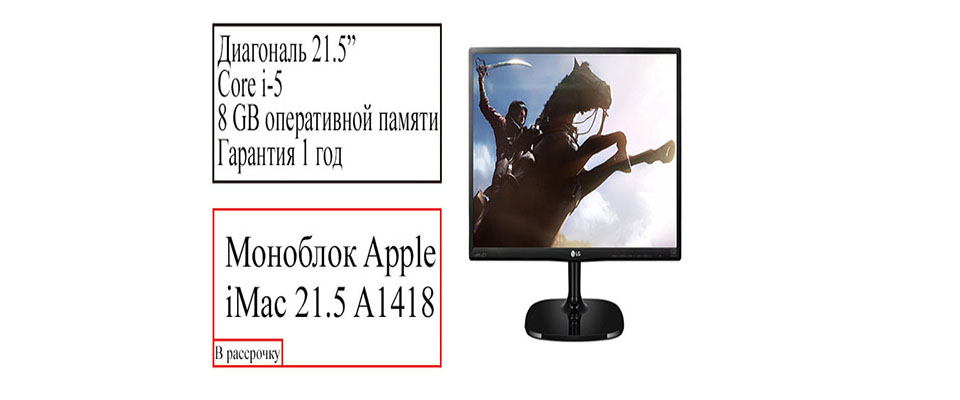 Диагональ 21.5”
Core i-5
8 GB оперативной памяти
Гарантия 1 год
Моноблок Apple
iMac 21.5 A1418
В рассрочку
LG